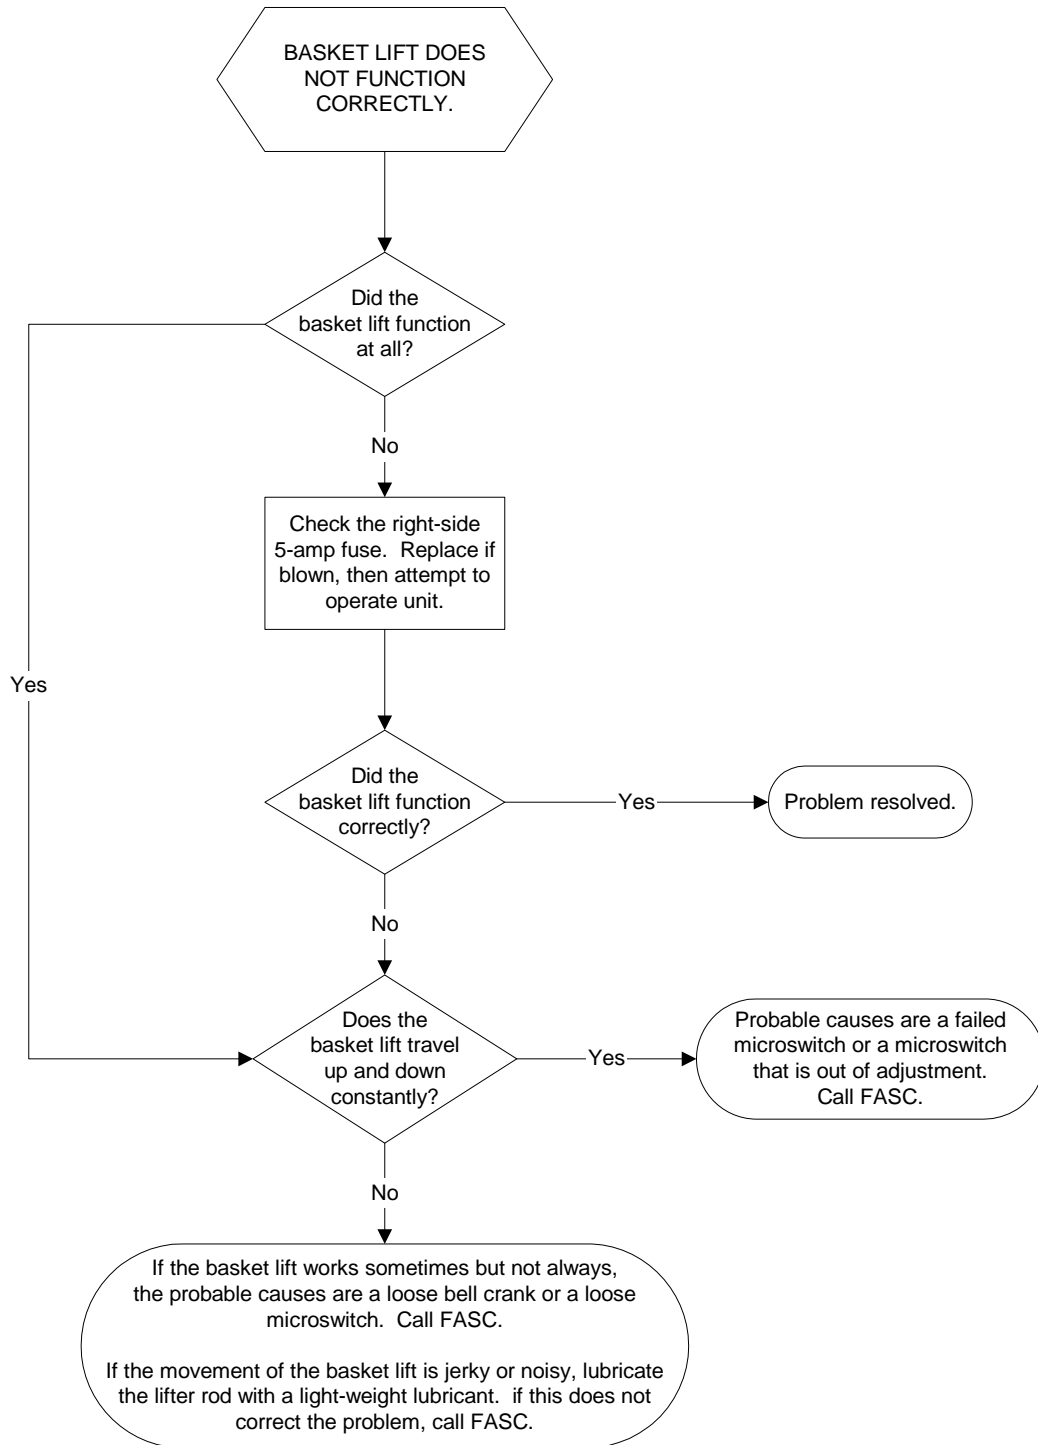 BASKET LIFT DOES
NOT FUNCTION
CORRECTLY.
Did the
basket lift function
at all?
No
Check the right-side
5-amp fuse.  Replace if
blown, then attempt to
operate unit.
Yes
Did the
basket lift function
correctly?
Yes
Problem resolved.
No
Does the
basket lift travel
up and down
constantly?
Yes
Probable causes are a failed
microswitch or a microswitch
that is out of adjustment.
Call FASC.
No
If the basket lift works sometimes but not always,
the probable causes are a loose bell crank or a loose
microswitch.  Call FASC.
If the movement of the basket lift is jerky or noisy, lubricate
the lifter rod with a light-weight lubricant.  if this does not
correct the problem, call FASC.